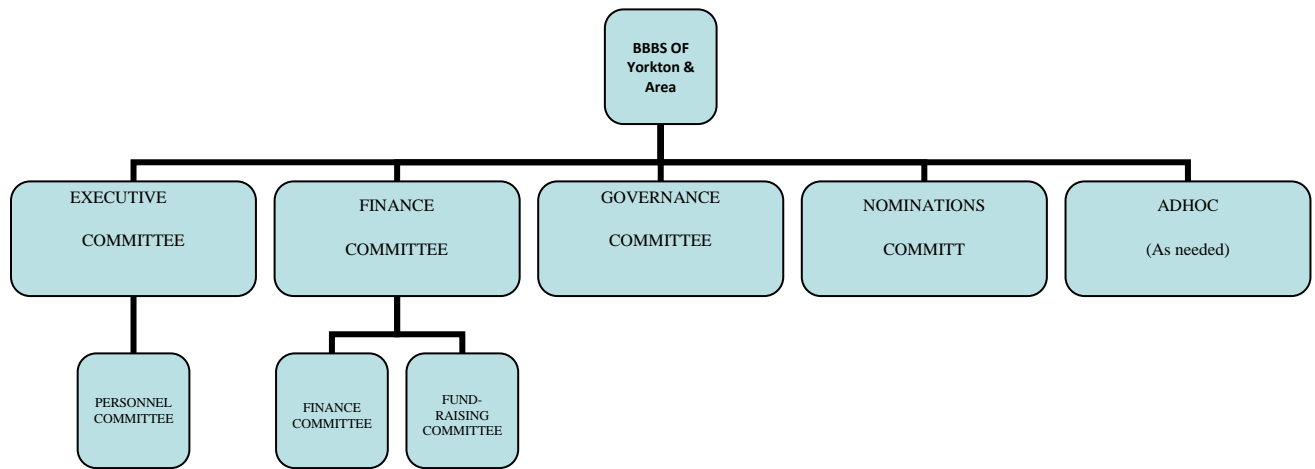 BBBS OF
Yorkton &
Area
EXECUTIVE
COMMITTEE
FINANCE
COMMITTEE
GOVERNANCE
COMMITTEE
NOMINATIONS
COMMITT
ADHOC
(As needed)
PERSONNEL
COMMITTEE
FINANCE
COMMITTEE
FUND-
RAISING
COMMITTEE